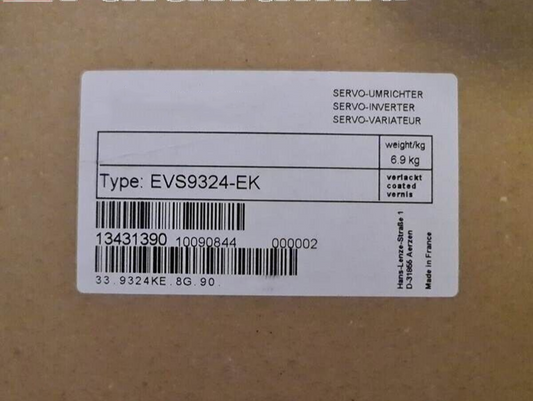 SERVO-UMRICHTER
SERVO-INVERTER
SERVO-VARIATEUR
weight/kg
6.9 kg
Type: EVS9324-EK
verlackt
coated
vernis
13431390 10090844 000002
33.9324KE.8G.90.
Hans-Lenze-Straße 1
D-31855 Aerzen
Made in France